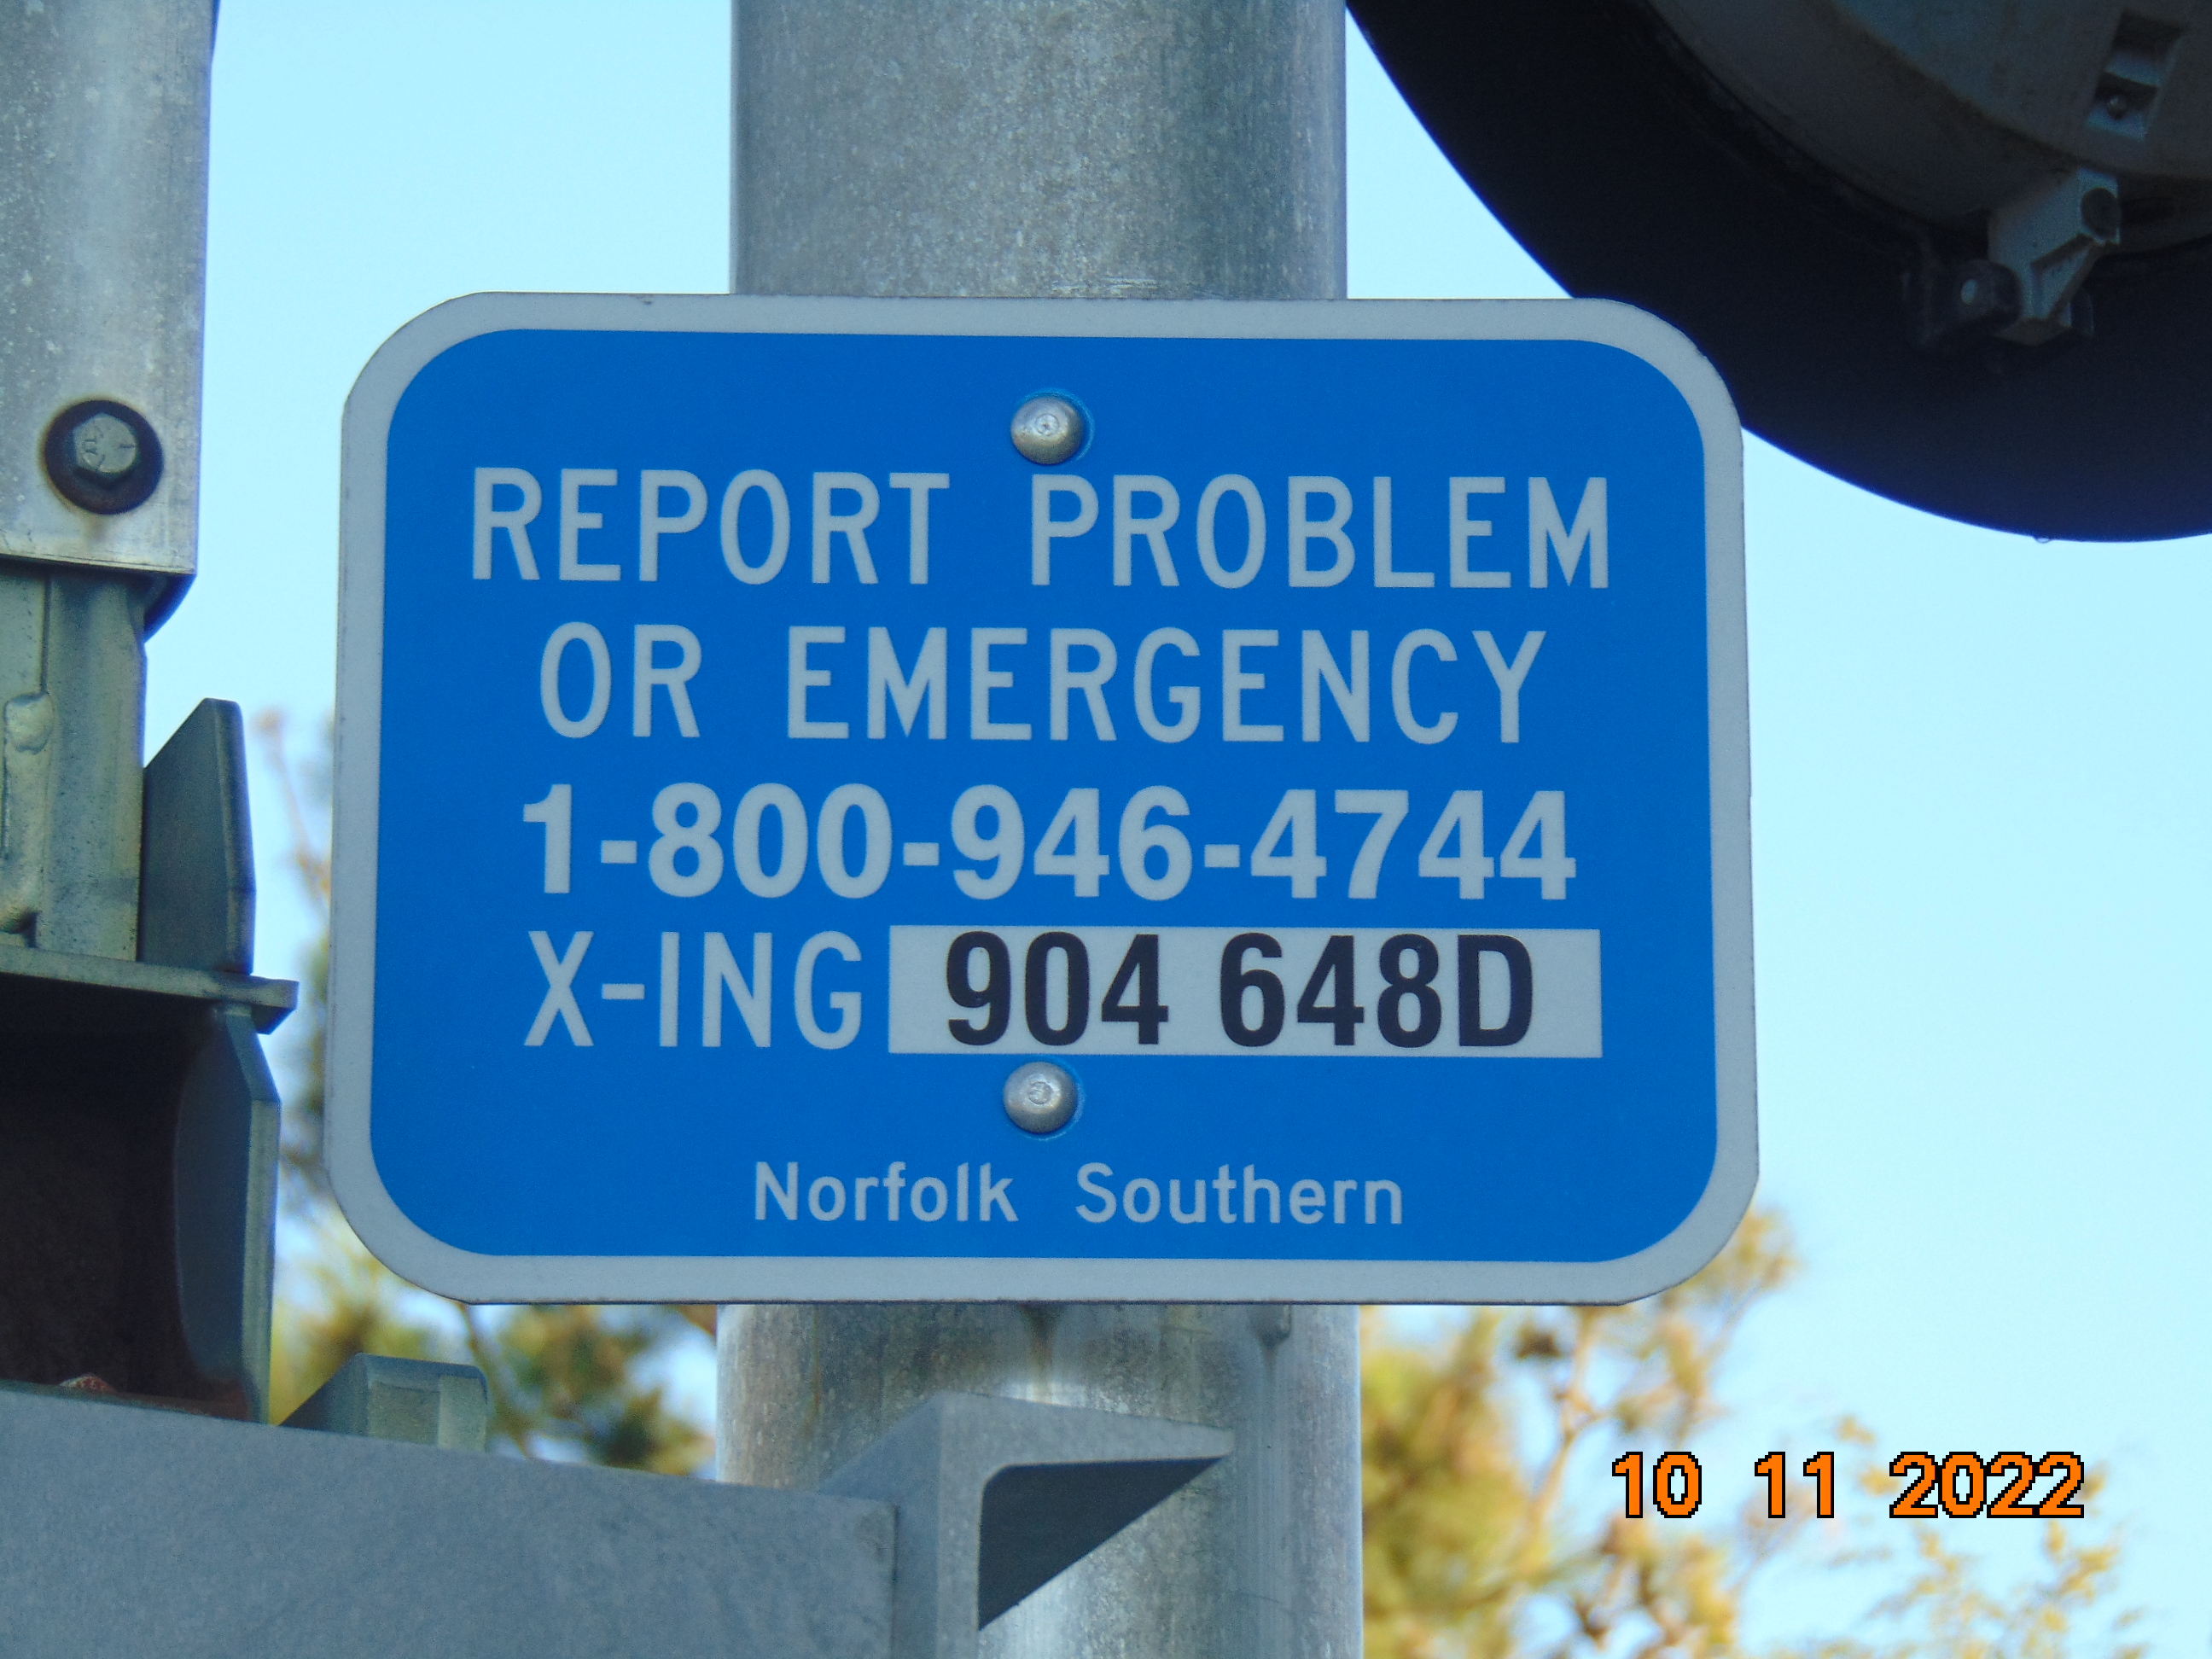 REPORT PROBLEM
OR EMERGENCY
1-800-946-4744
X-ING 904 648D
Norfolk Southern
10 11 2022